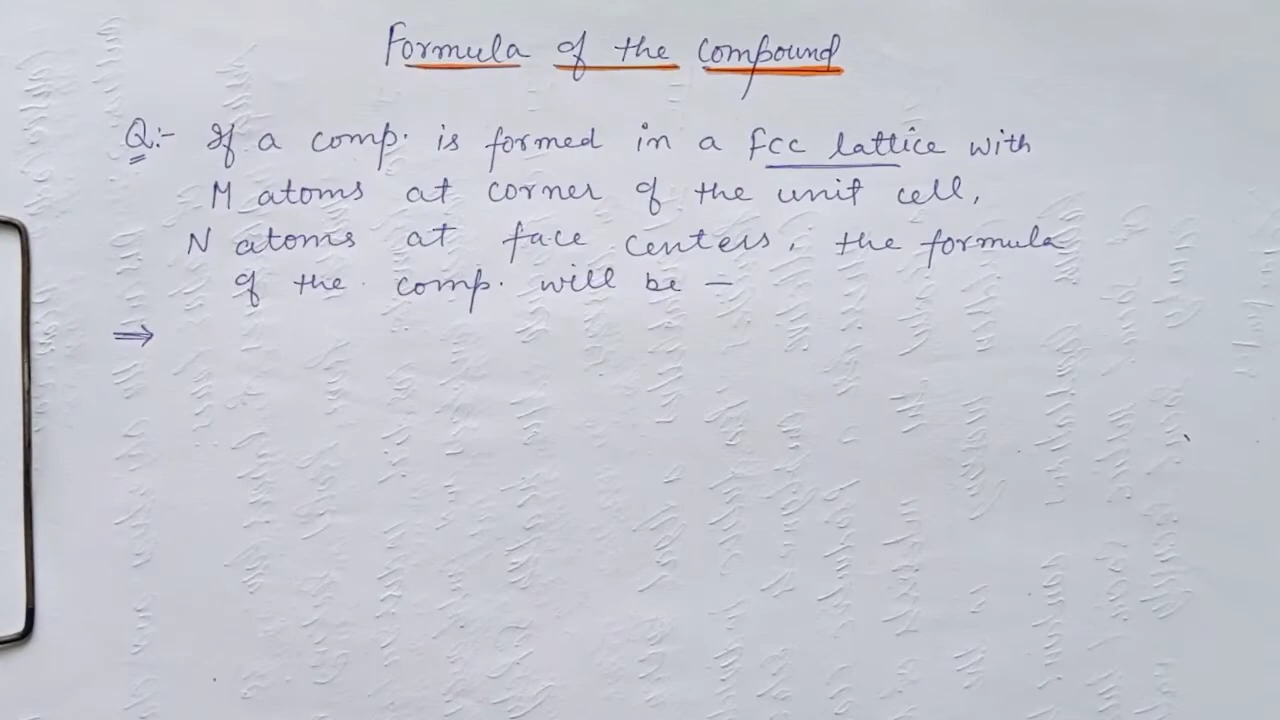 Formula of the compound
Q:- If a comp. is formed in a fcc lattice with
M atoms at corner of the unit cell,
N atoms at face centers, the formula
of the comp. will be —
⇒